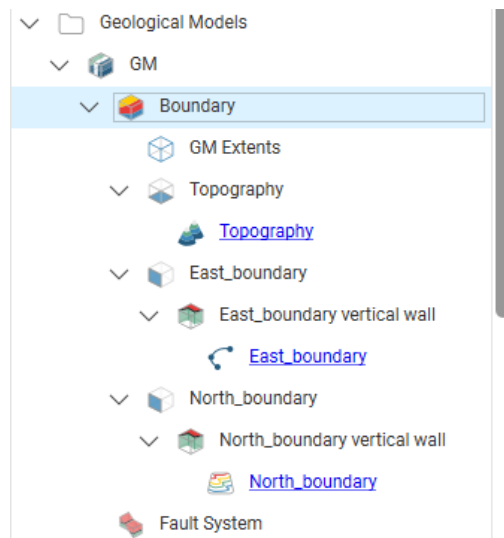 Geological Models
GM
Boundary
GM Extents
Topography
Topography
East_boundary
East_boundary vertical wall
East_boundary
North_boundary
North_boundary vertical wall
North_boundary
Fault System